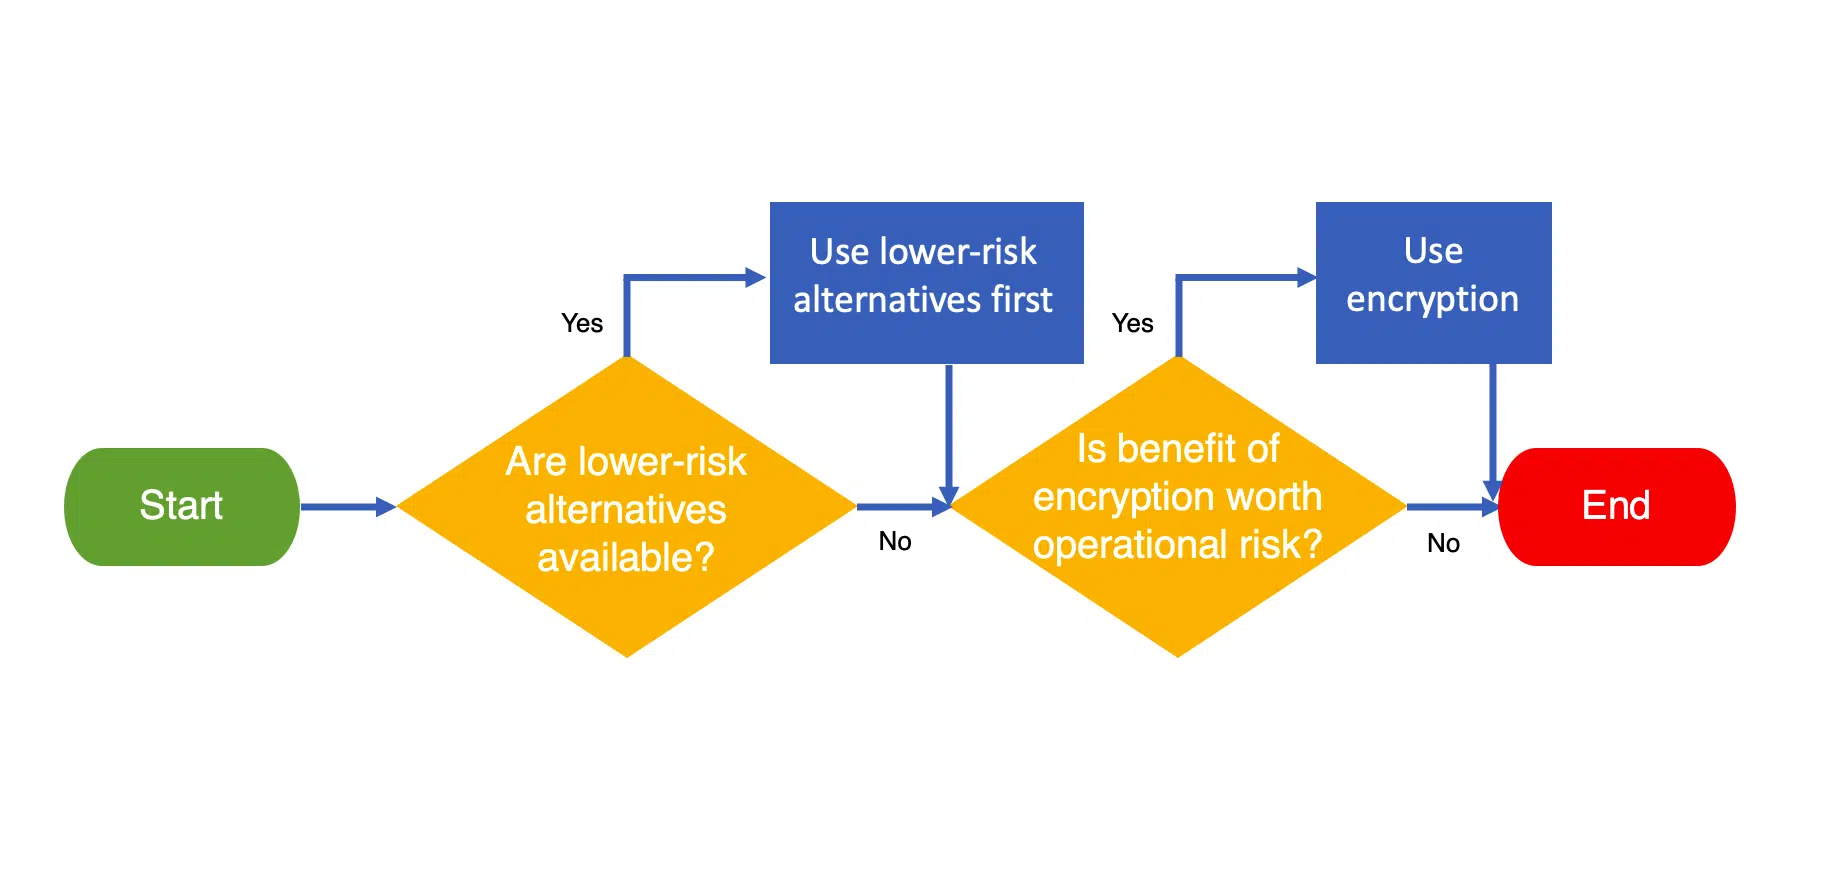 Start
Are lower-risk
alternatives
available?
Yes
No
Use lower-risk
alternatives first
Is benefit of
encryption worth
operational risk?
Yes
No
Use
encryption
End